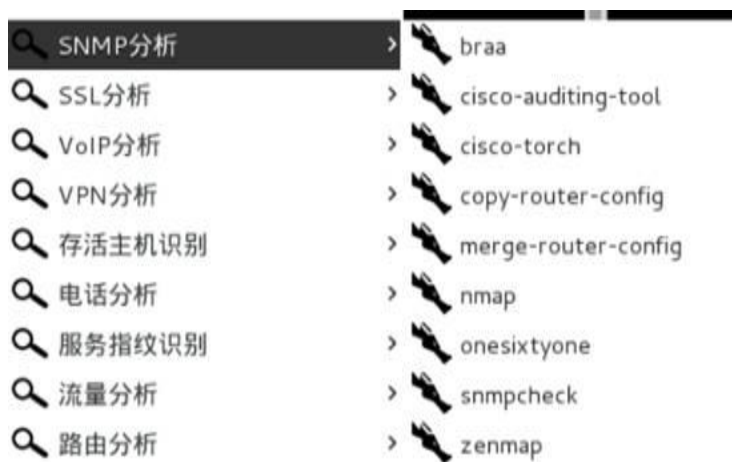 SNMP分析
SSL分析
VoIP分析
VPN分析
存活主机识别
电话分析
服务指纹识别
流量分析
路由分析
braa
cisco-auditing-tool
cisco-torch
copy-router-config
merge-router-config
nmap
onesixtyone
snmpcheck
zenmap